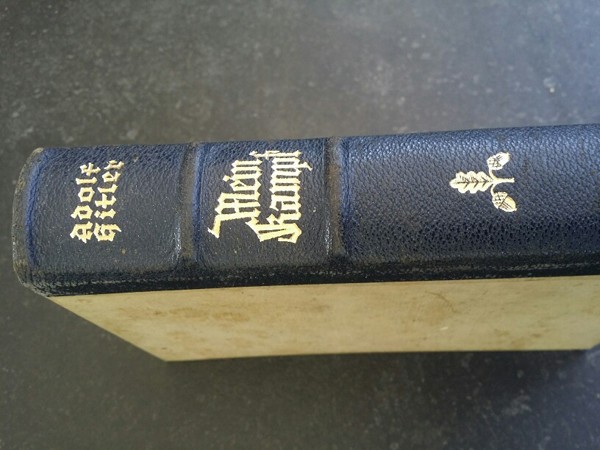 Adolf
Hitler
Mein
Kampf